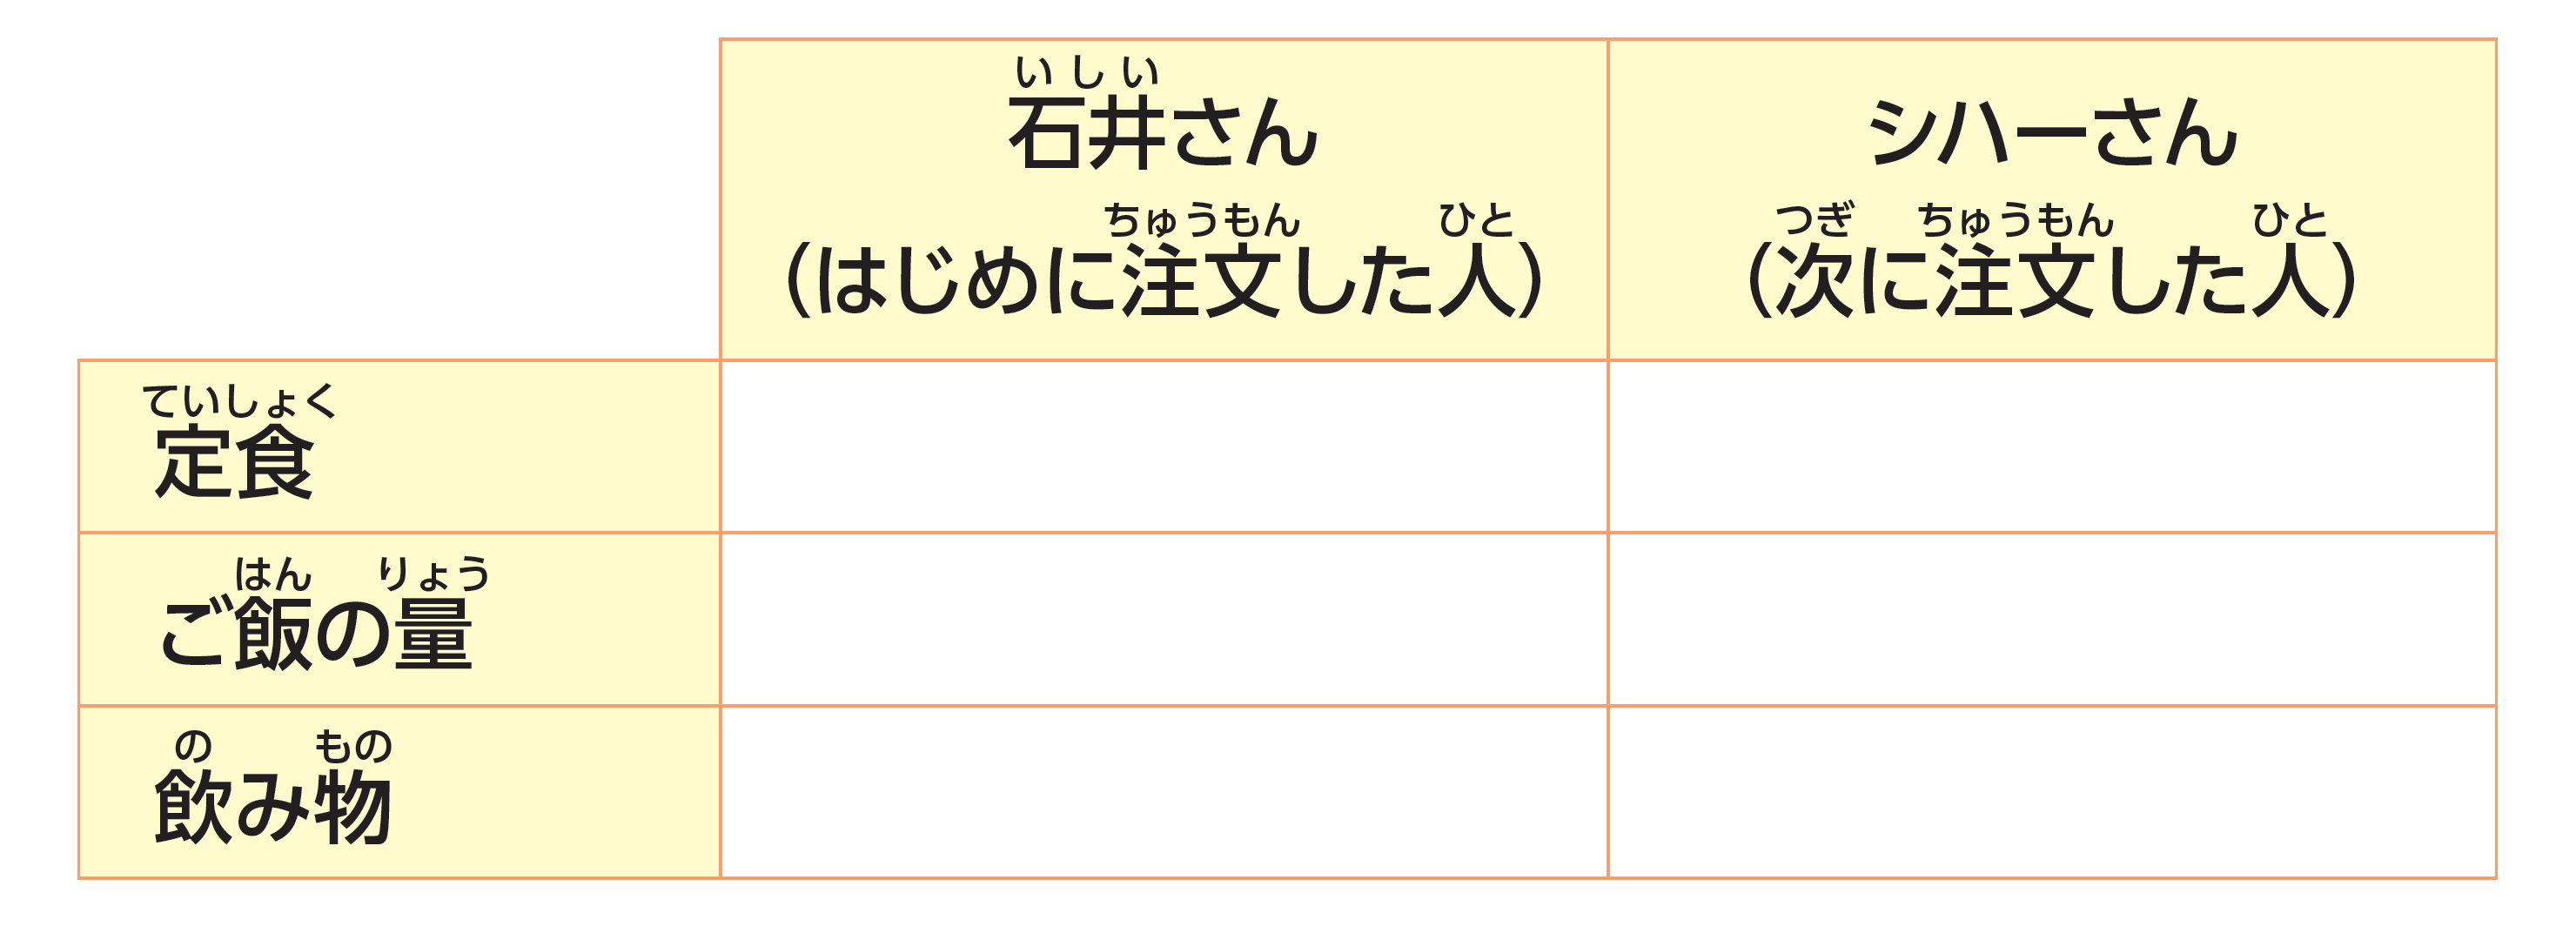 いしい
石井さん
ちゅうもん ひと
(はじめに注文した人)
シハーさん
つぎ ちゅうもん ひと
(次に注文した人)
ていしょく
定食
はん りょう
ご飯の量
の もの
飲み物